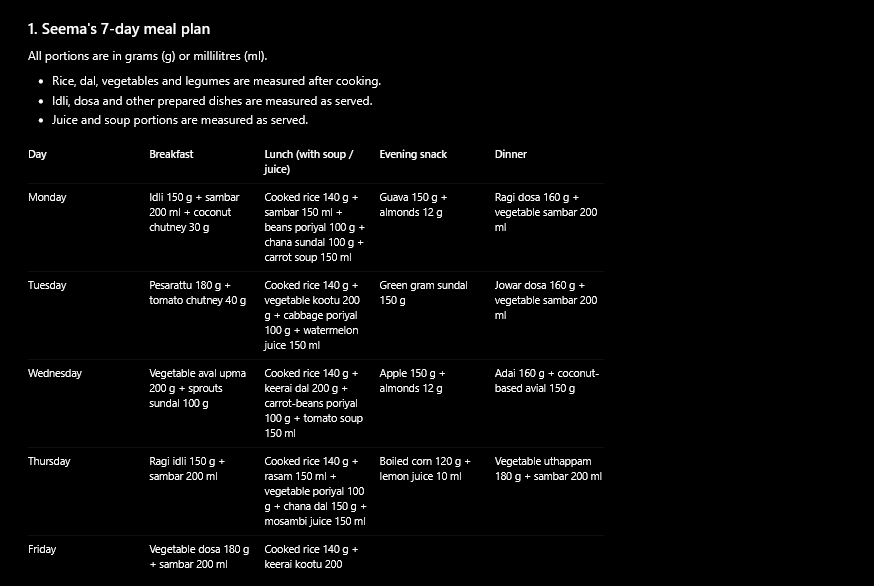 1. Seema's 7-day meal plan
All portions are in grams (g) or millilitres (ml).
• Rice, dal, vegetables and legumes are measured after cooking.
• Idli, dosa and other prepared dishes are measured as served.
• Juice and soup portions are measured as served.
Day Breakfast Lunch (with soup / Evening snack Dinner
juice)
Monday Idli 150 g + sambar Cooked rice 140 g + Guava 150 g + Ragi dosa 160 g +
200 ml + coconut sambar 150 ml + almonds 12 g vegetable sambar 200
chutney 30 g beans poriyal 100 g + ml
chana sundal 100 g +
carrot soup 150 ml
Tuesday Pesarattu 180 g + Cooked rice 140 g + Green gram sundal Jowar dosa 160 g +
tomato chutney 40 g vegetable kootu 200 150 g vegetable sambar 200
g + cabbage poriyal ml
100 g + watermelon
juice 150 ml
Wednesday Vegetable aval upma Cooked rice 140 g + Apple 150 g + Adai 160 g + coconut-
200 g + sprouts keerai dal 200 g + almonds 12 g based avial 150 g
sundal 100 g carrot-beans poriyal
100 g + tomato soup
150 ml
Thursday Ragi idli 150 g + Cooked rice 140 g + Boiled corn 120 g + Vegetable uthappam
sambar 200 ml rasam 150 ml + lemon juice 10 ml 180 g + sambar 200 ml
vegetable poriyal 100
g + chana dal 150 g +
mosambi juice 150 ml
Friday Vegetable dosa 180 g Cooked rice 140 g +
+ sambar 200 ml keerai kootu 200